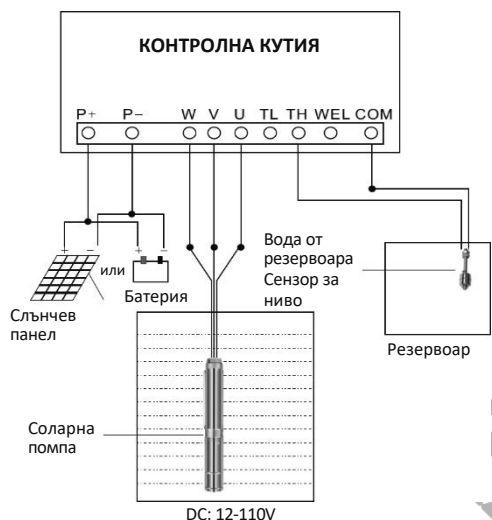 КОНТРОЛНА КУТИЯ
P+ P− W V U TL TH WEL COM
+ − + −
или
Слънчев
панел
Батерия
Вода от
резервоара
Сензор за
ниво
Резервоар
Соларна
помпа
DC: 12-110V